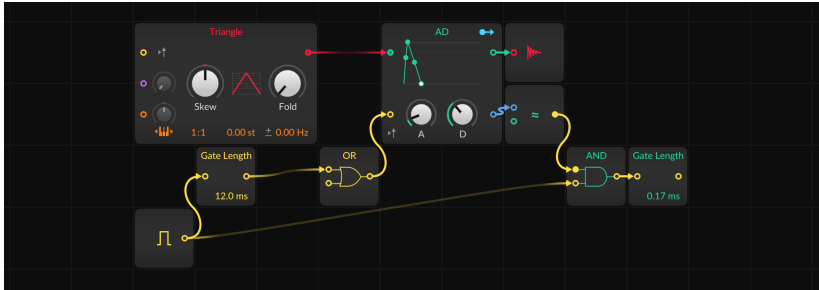 Triangle
AD
Skew
Fold
A
D
1:1
0.00 st
± 0.00 Hz
Gate Length
OR
AND
Gate Length
12.0 ms
0.17 ms